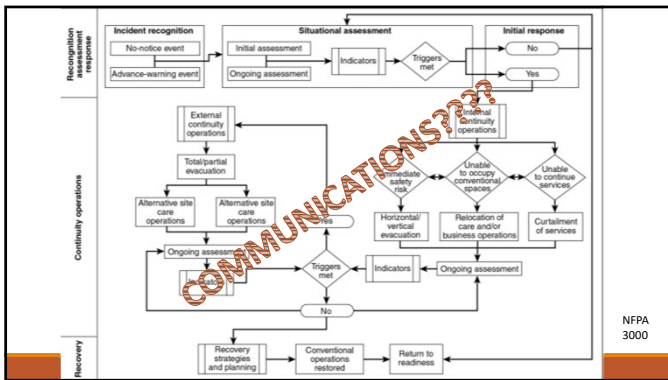 Recongnition
assessment
response
Incident recognition
No-notice event
Advance-warning event
Situational assessment
Initial assessment
Ongoing assessment
Indicators
Triggers
met
Initial response
No
Yes
Continuity operations
External
continuity
operations
Total/partial
evacuation
Alternative site
care
operations
Alternative site
care
operations
Ongoing assessment
Triggers
met
Indicators
Ongoing assessment
No
Internal
continuity
operations
Immediate
safety
risk
Unable
to occupy
conventional
spaces
Unable
to continue
services
Horizontal/
vertical
evacuation
Relocation of
care and/or
business operations
Curtailment
of services
COMMUNICATIONS????
Recovery
Recovery
strategies
and planning
Conventional
operations
restored
Return to
readiness
NFPA
3000